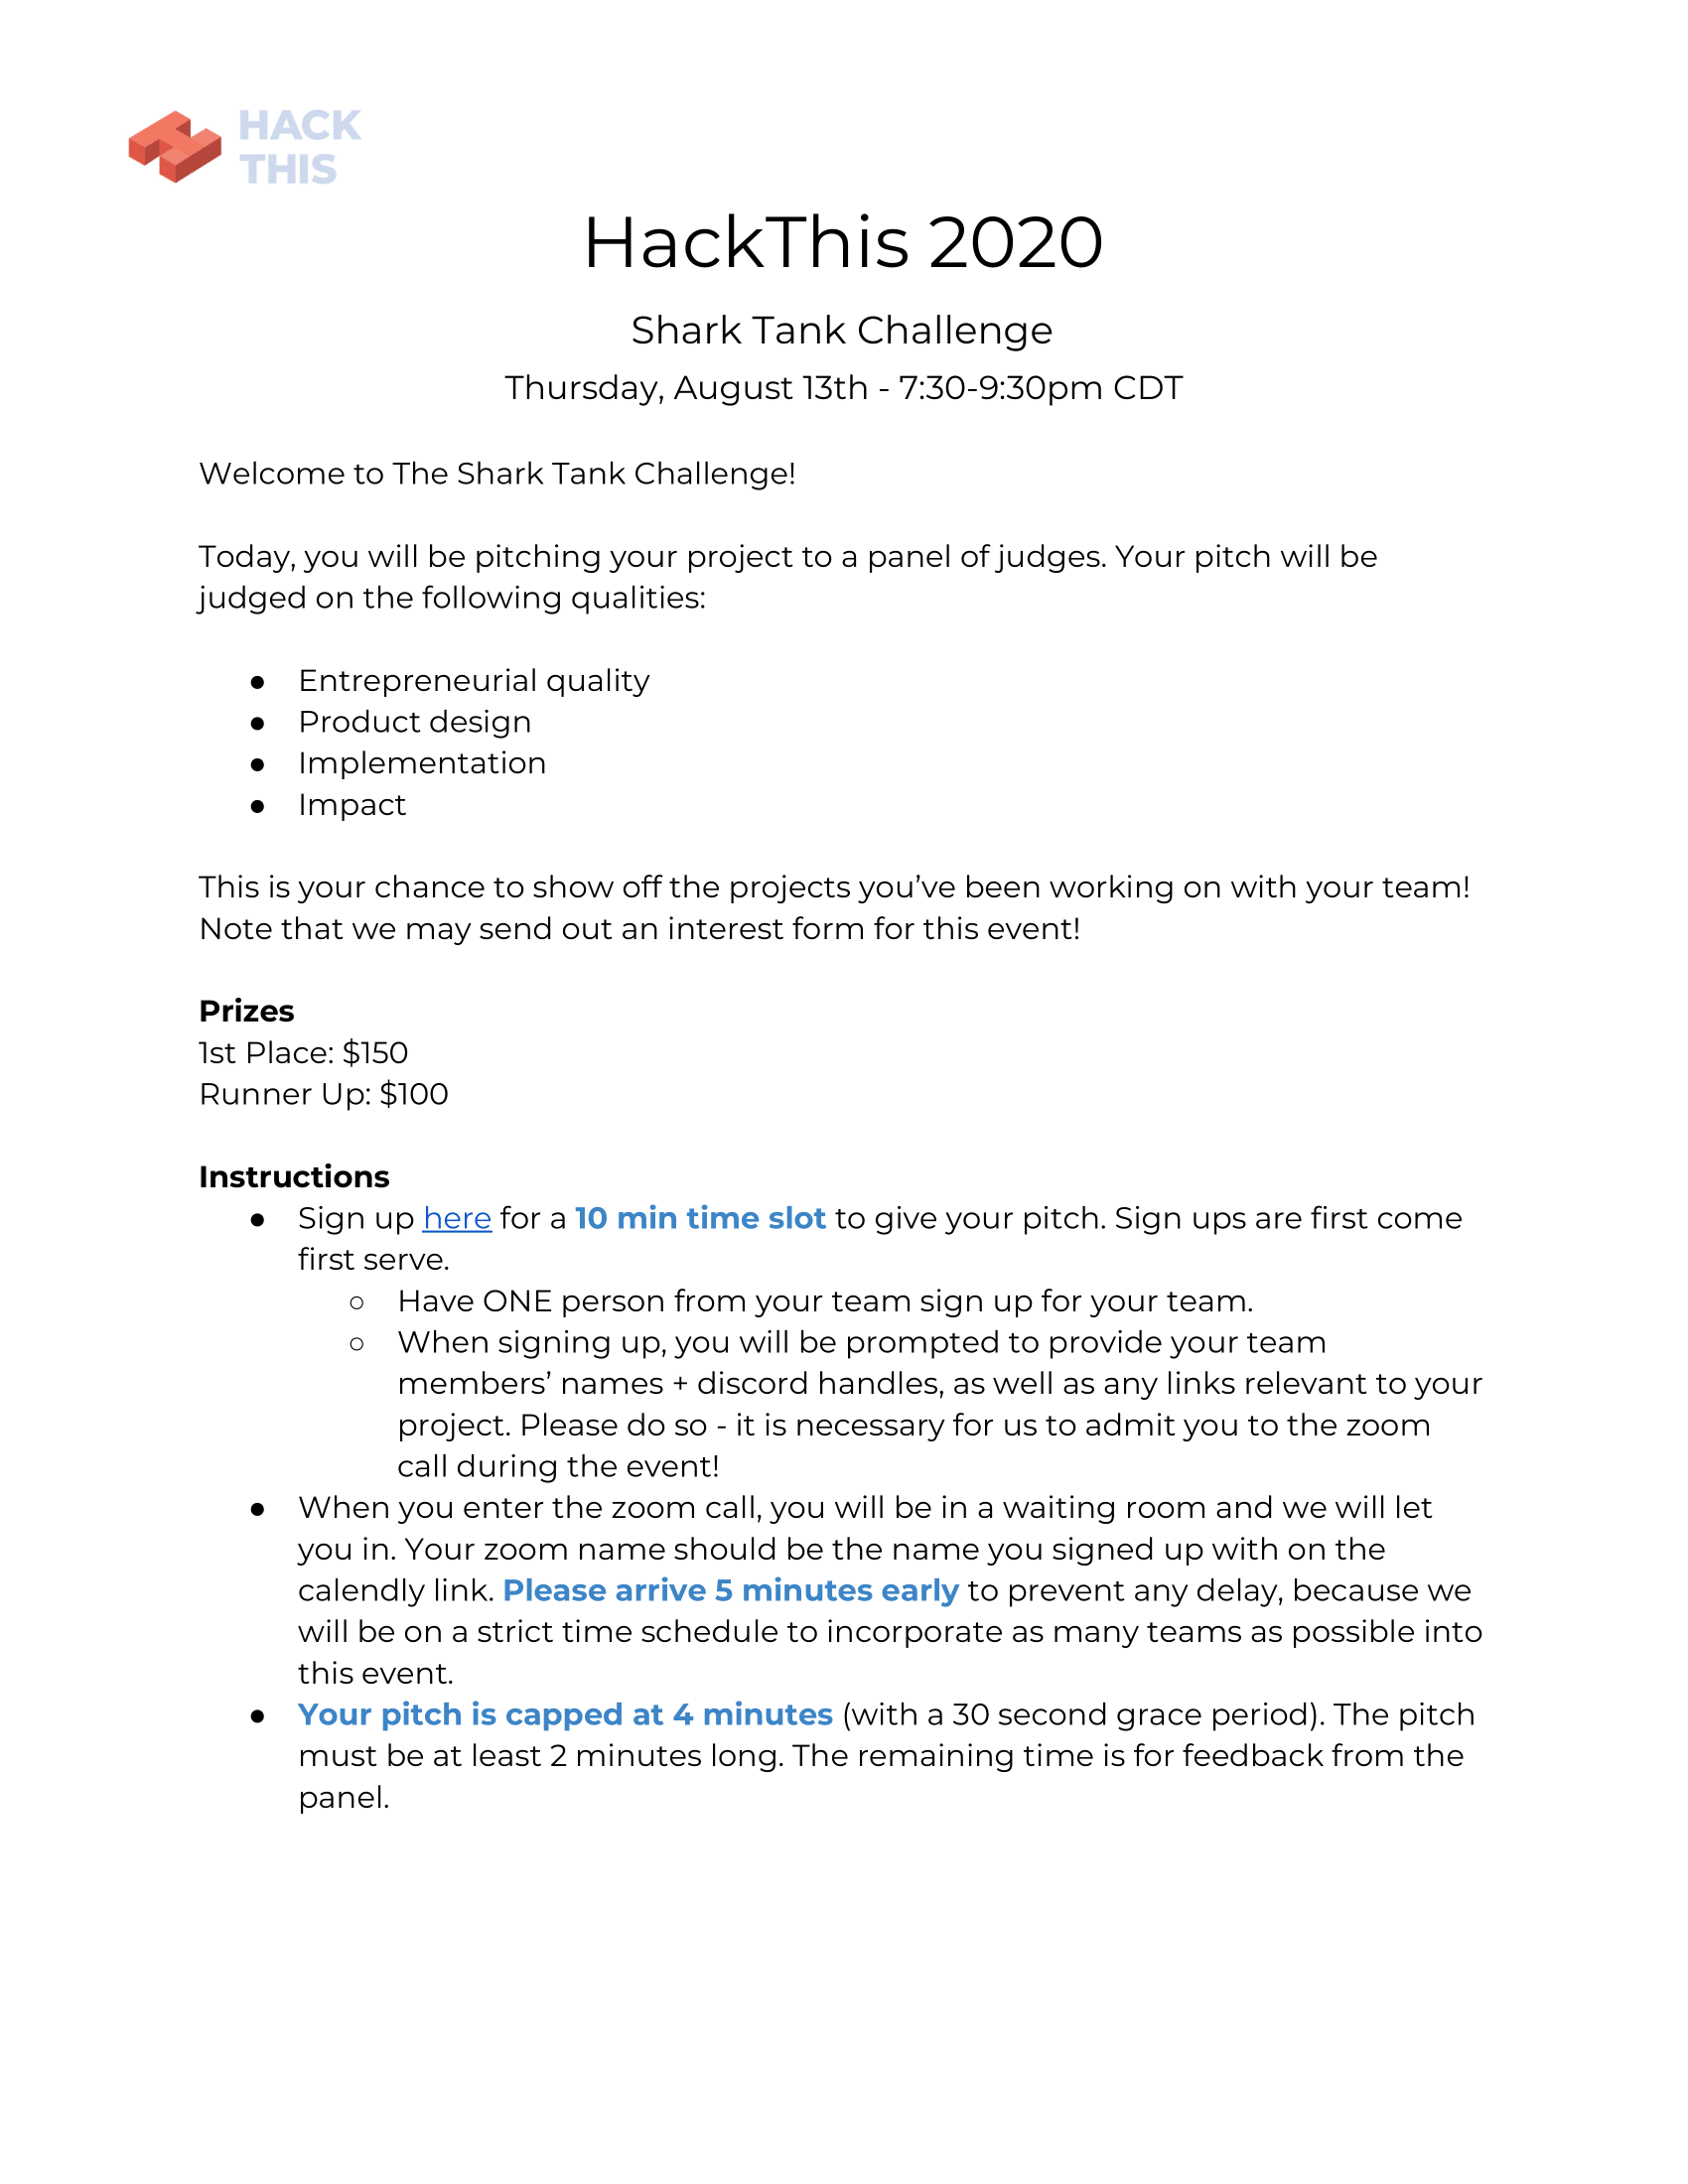 HACK
THIS
HackThis 2020
Shark Tank Challenge
Thursday, August 13th - 7:30-9:30pm CDT
Welcome to The Shark Tank Challenge!
Today, you will be pitching your project to a panel of judges. Your pitch will be
judged on the following qualities:
● Entrepreneurial quality
● Product design
● Implementation
● Impact
This is your chance to show off the projects you’ve been working on with your team!
Note that we may send out an interest form for this event!
Prizes
1st Place: $150
Runner Up: $100
Instructions
● Sign up here for a 10 min time slot to give your pitch. Sign ups are first come
first serve.
○ Have ONE person from your team sign up for your team.
○ When signing up, you will be prompted to provide your team
members’ names + discord handles, as well as any links relevant to your
project. Please do so - it is necessary for us to admit you to the zoom
call during the event!
● When you enter the zoom call, you will be in a waiting room and we will let
you in. Your zoom name should be the name you signed up with on the
calendly link. Please arrive 5 minutes early to prevent any delay, because we
will be on a strict time schedule to incorporate as many teams as possible into
this event.
● Your pitch is capped at 4 minutes (with a 30 second grace period). The pitch
must be at least 2 minutes long. The remaining time is for feedback from the
panel.